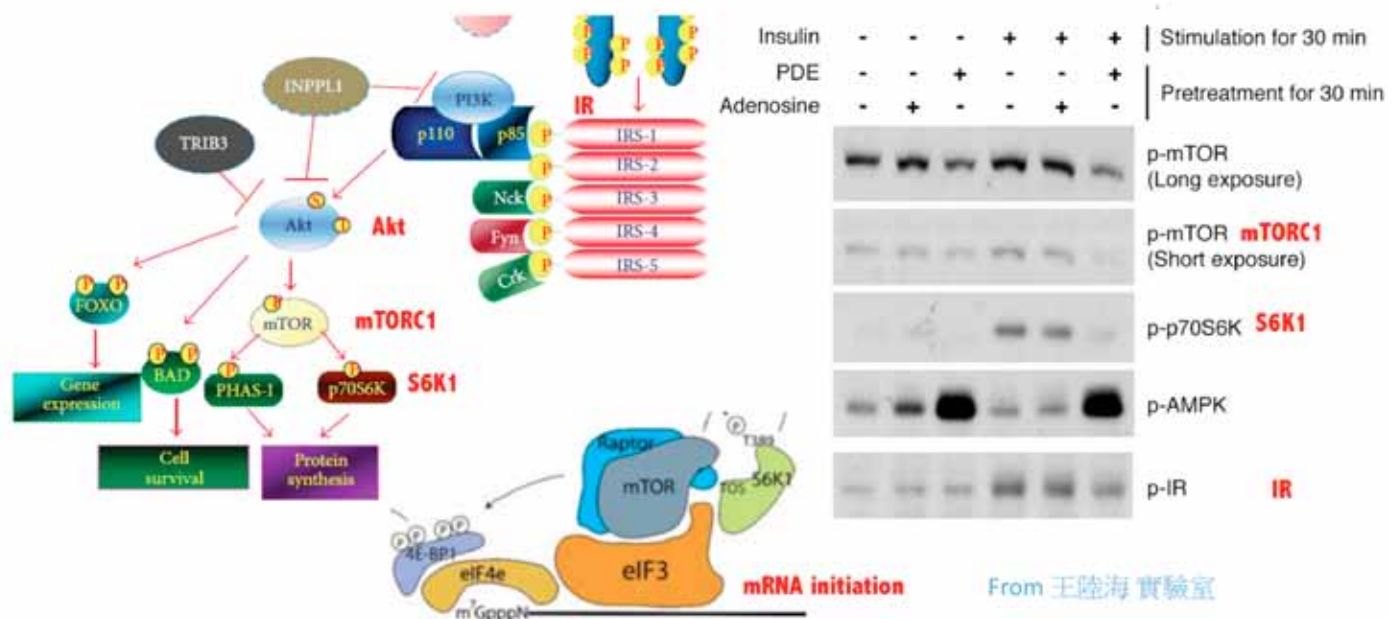 INPPL1
TRIB3
PI3K
p110
p85
P
P
P
P
P
P
P
P
IR
P
IRS-1
P
IRS-2
Nck
P
IRS-3
Fyn
P
IRS-4
Crk
P
IRS-5
S
T
Akt
Akt
P
P
FOXO
P
mTOR
mTORC1
P
P
BAD
P
PHAS-1
P
p70S6K
S6K1
Gene
expression
Cell
survival
Protein
synthesis
Raptor
mTOR
P
T389
TOS
S6K1
P
P
P
P
4E-BP1
eIF4e
eIF3
m7GpppN
mRNA initiation
Insulin - - - + + + Stimulation for 30 min
PDE - - + - - +
Adenosine - + - - + -
Pretreatment for 30 min
p-mTOR
(Long exposure)
p-mTOR mTORC1
(Short exposure)
p-p70S6K S6K1
p-AMPK
p-IR IR
From 王陸海 實驗室